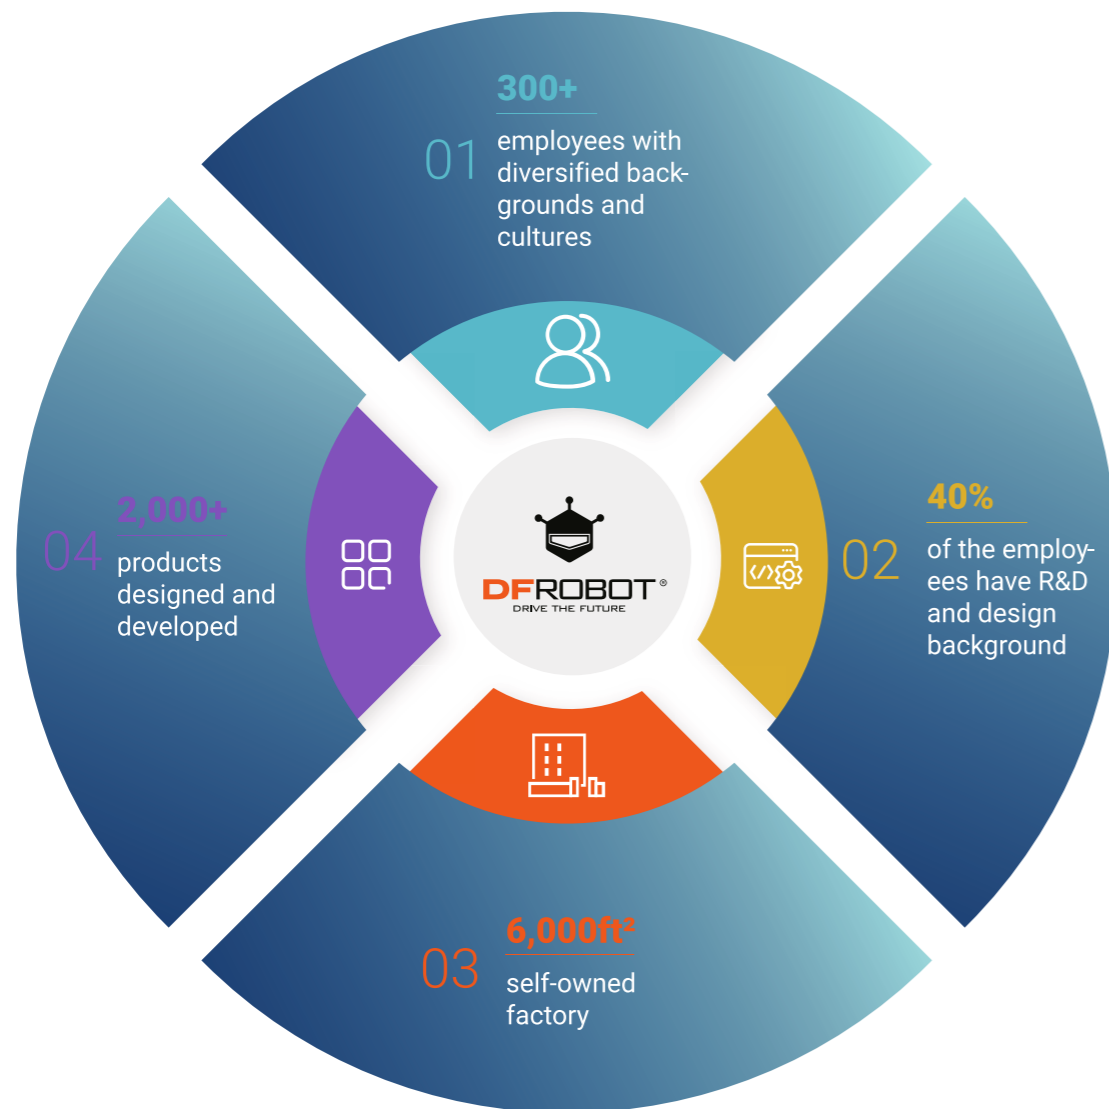 300+
01
employees with
diversified back-
grounds and
cultures
40%
02
of the employ-
ees have R&D
and design
background
6,000ft²
03
self-owned
factory
2,000+
04
products
designed and
developed
DFROBOT®
DRIVE THE FUTURE